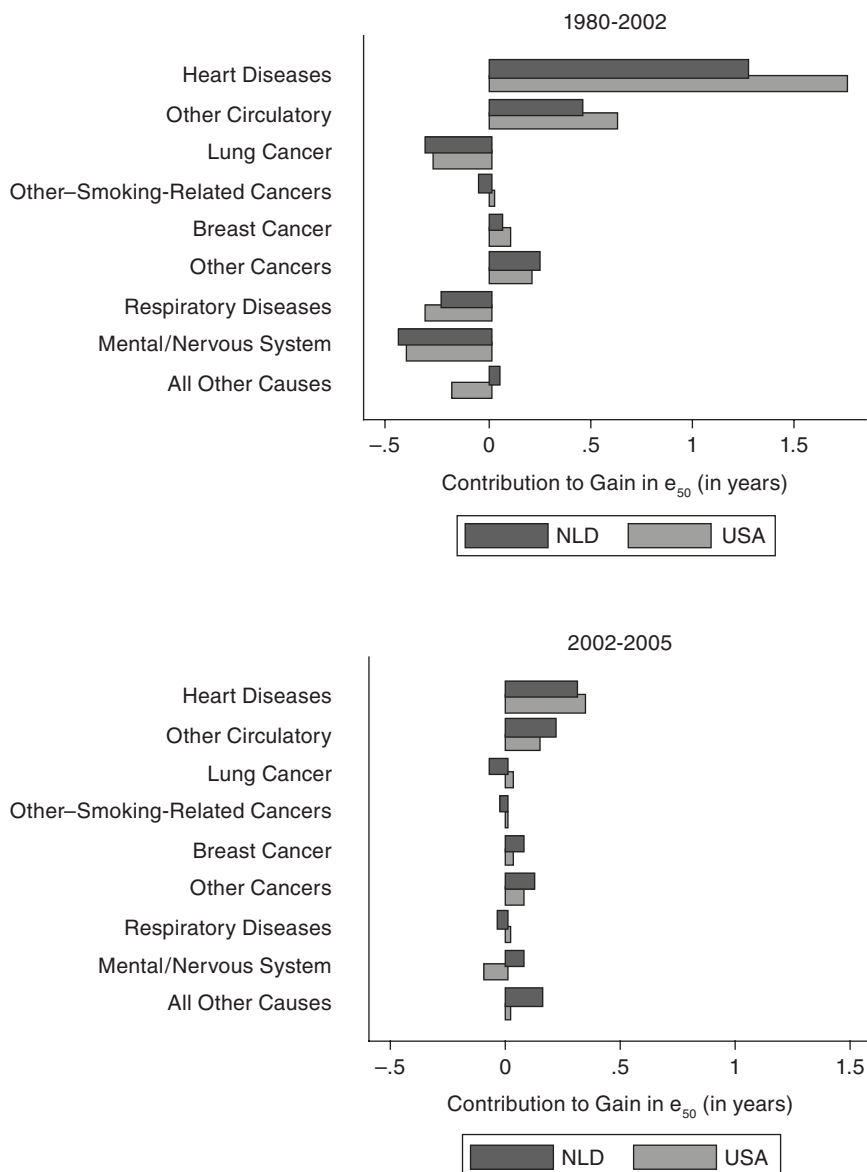 1980-2002
Heart Diseases
Other Circulatory
Lung Cancer
Other–Smoking-Related Cancers
Breast Cancer
Other Cancers
Respiratory Diseases
Mental/Nervous System
All Other Causes
–.5 0 .5 1 1.5
Contribution to Gain in e50 (in years)
NLD USA
2002-2005
Heart Diseases
Other Circulatory
Lung Cancer
Other–Smoking-Related Cancers
Breast Cancer
Other Cancers
Respiratory Diseases
Mental/Nervous System
All Other Causes
–.5 0 .5 1 1.5
Contribution to Gain in e50 (in years)
NLD USA